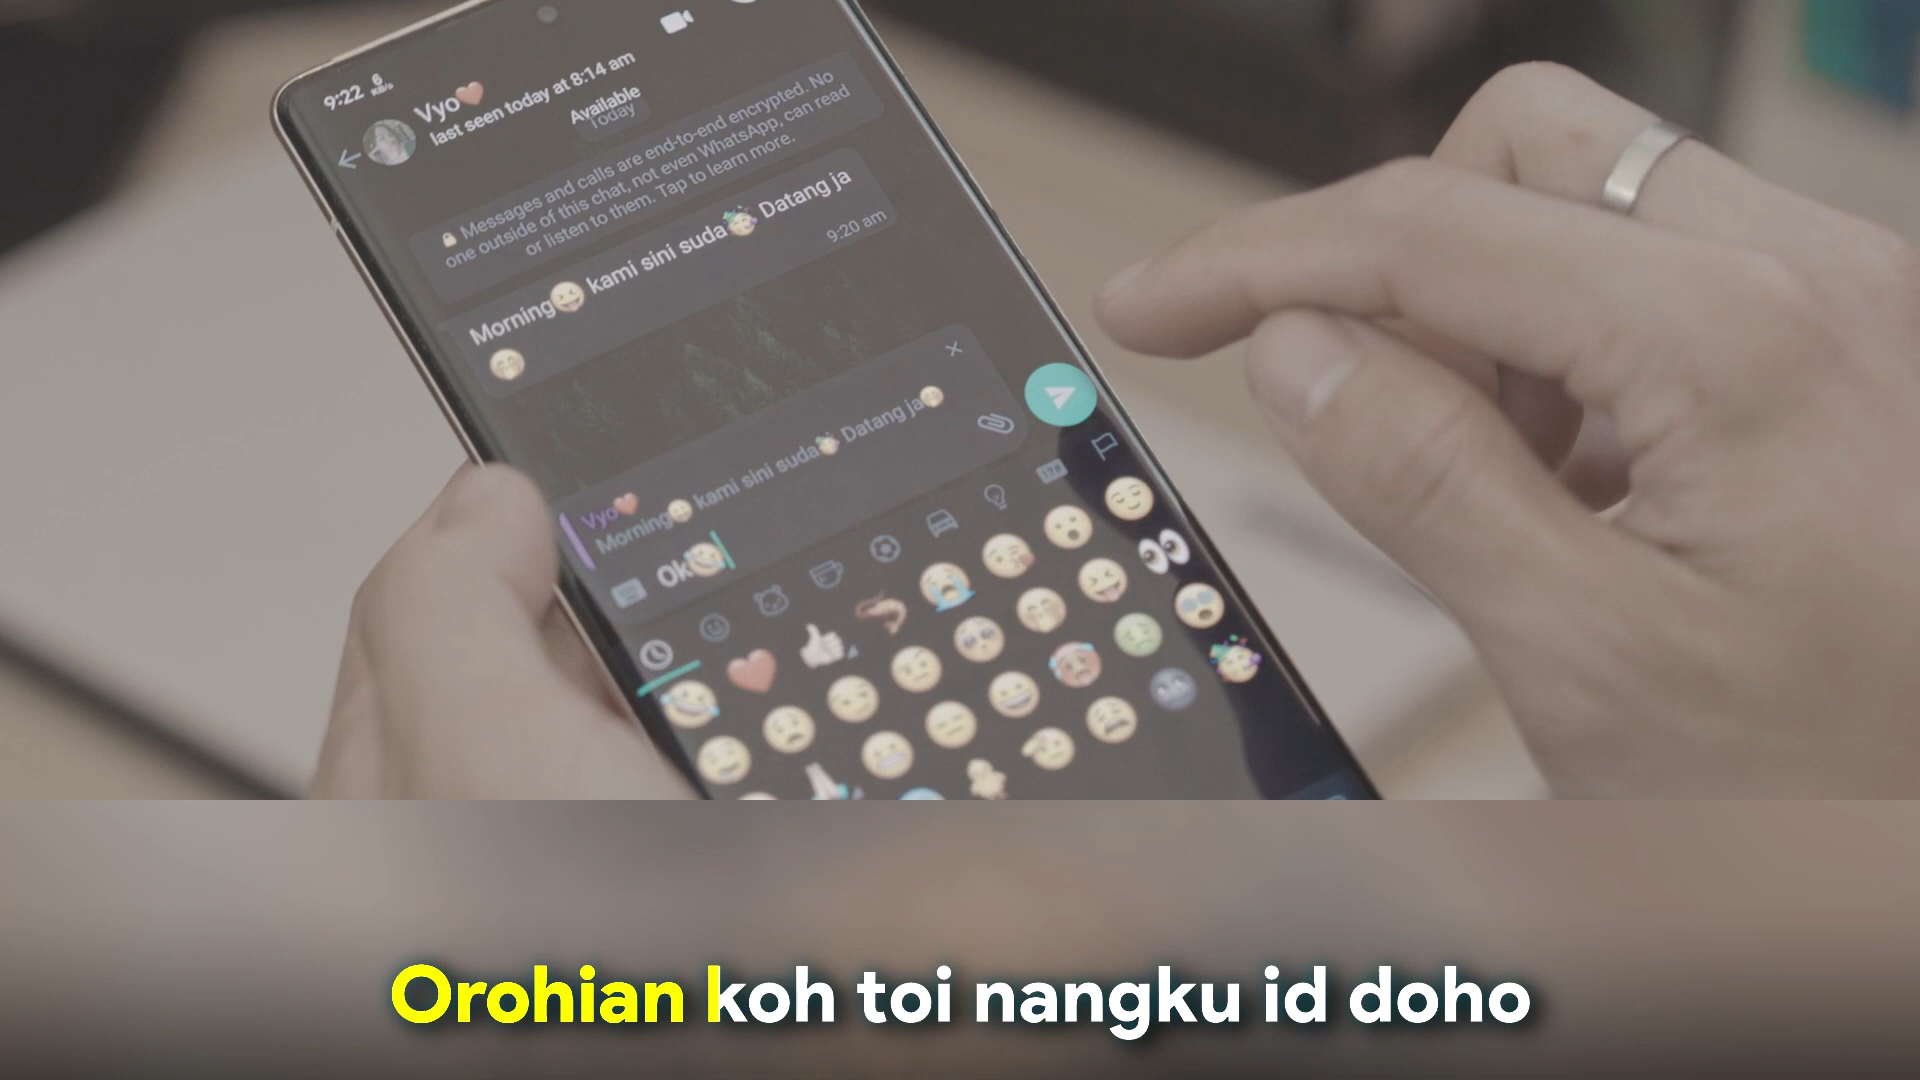 9:22
6
KB/s
Vyo❤️
last seen today at 8:14 am
Available
Today
🔒 Messages and calls are end-to-end encrypted. No
one outside of this chat, not even WhatsApp, can read
or listen to them. Tap to learn more.
Morning😆 kami sini suda🥳 Datang ja
🤭
9:20 am
Vyo❤️
Morning😆 kami sini suda🥳 Datang ja🤭
Ok😂
Orohian koh toi nangku id doho